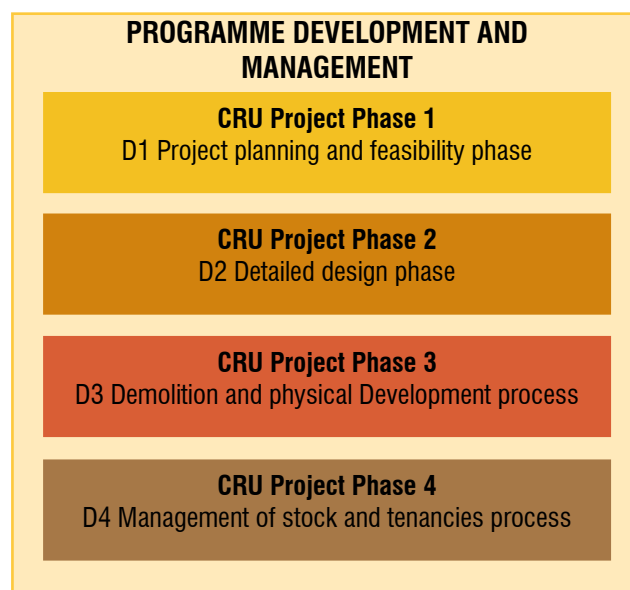 PROGRAMME DEVELOPMENT AND
MANAGEMENT
CRU Project Phase 1
D1 Project planning and feasibility phase
CRU Project Phase 2
D2 Detailed design phase
CRU Project Phase 3
D3 Demolition and physical Development process
CRU Project Phase 4
D4 Management of stock and tenancies process